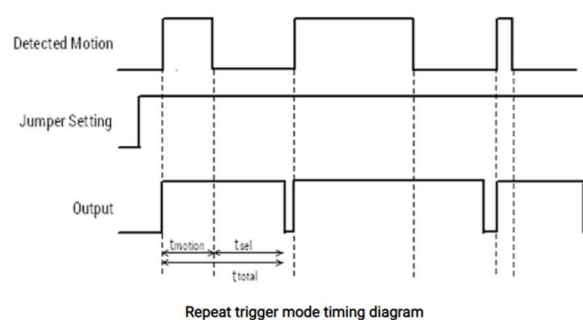 Detected Motion
Jumper Setting
Output
tmotion
tsel
ttotal
Repeat trigger mode timing diagram